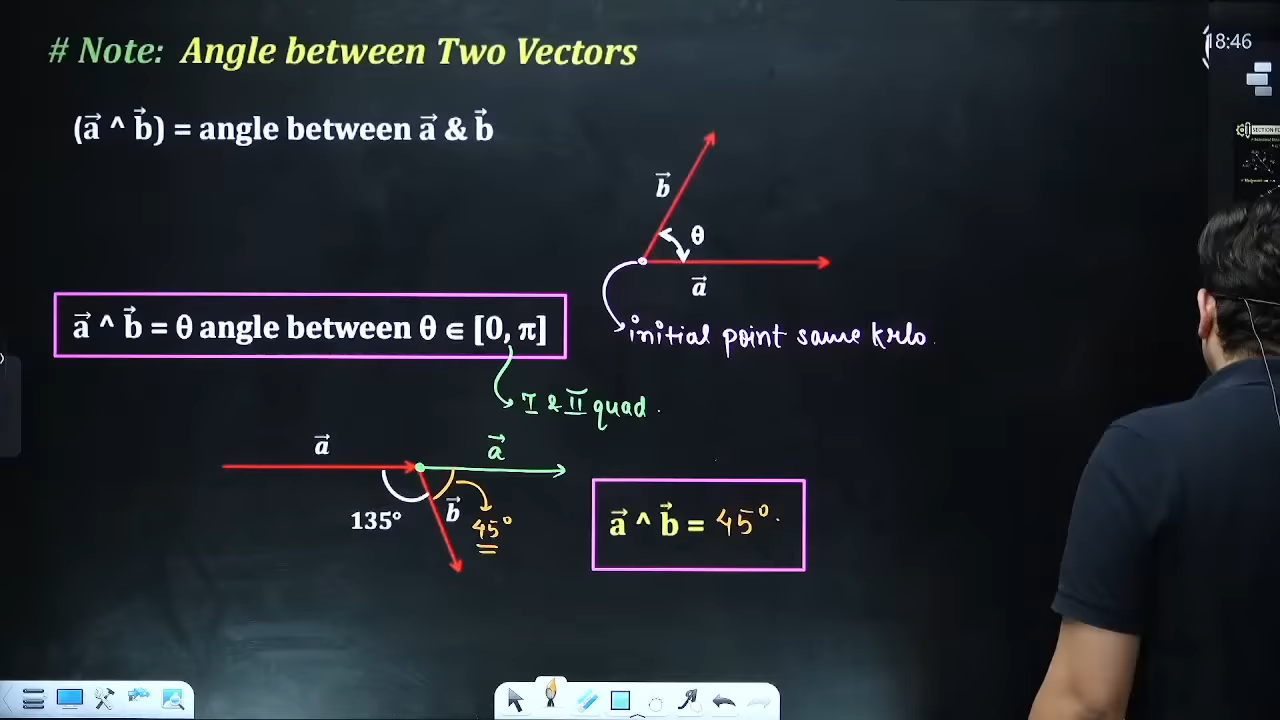 # Note: Angle between Two Vectors
18:46
(a⃗ ^ b⃗) = angle between a⃗ & b⃗
b⃗
θ
a⃗
a⃗ ^ b⃗ = θ angle between θ ∈ [0, π]
initial point same krlo.
I & II quad.
a⃗
a⃗
135°
b⃗
45°
a⃗ ^ b⃗ = 45°.